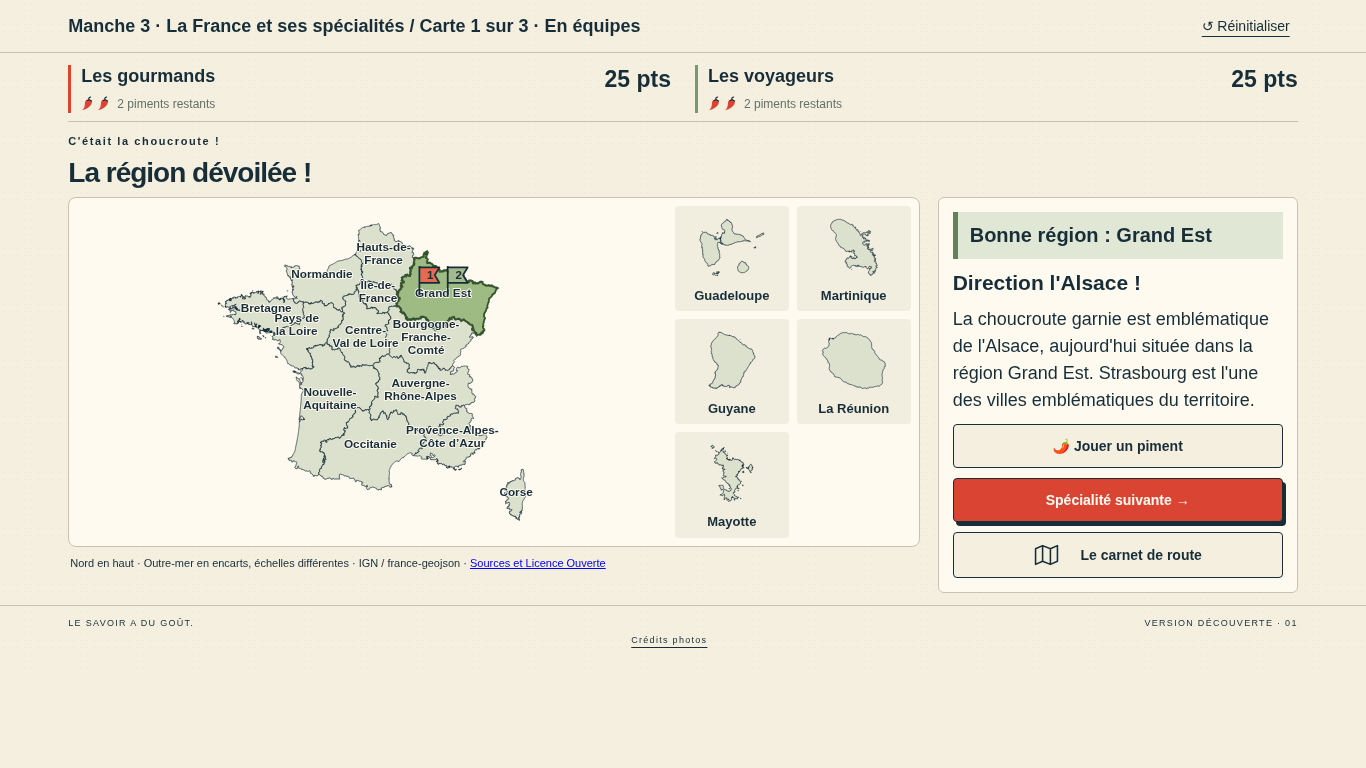 Manche 3 · La France et ses spécialités / Carte 1 sur 3 · En équipes
↺ Réinitialiser
Les gourmands
25 pts
2 piments restants
Les voyageurs
25 pts
2 piments restants
C'était la choucroute !
La région dévoilée !
Hauts-de-
France
Normandie
Île-de-
France
1
2
Grand Est
Bretagne
Pays de
la Loire
Centre-
Val de Loire
Bourgogne-
Franche-
Comté
Nouvelle-
Aquitaine
Auvergne-
Rhône-Alpes
Occitanie
Provence-Alpes-
Côte d'Azur
Corse
Guadeloupe
Martinique
Guyane
La Réunion
Mayotte
Nord en haut · Outre-mer en encarts, échelles différentes · IGN / france-geojson · Sources et Licence Ouverte
Bonne région : Grand Est
Direction l'Alsace !
La choucroute garnie est emblématique
de l'Alsace, aujourd'hui située dans la
région Grand Est. Strasbourg est l'une
des villes emblématiques du territoire.
🌶️ Jouer un piment
Spécialité suivante →
Le carnet de route
LE SAVOIR A DU GOÛT.
VERSION DÉCOUVERTE · 01
Crédits photos